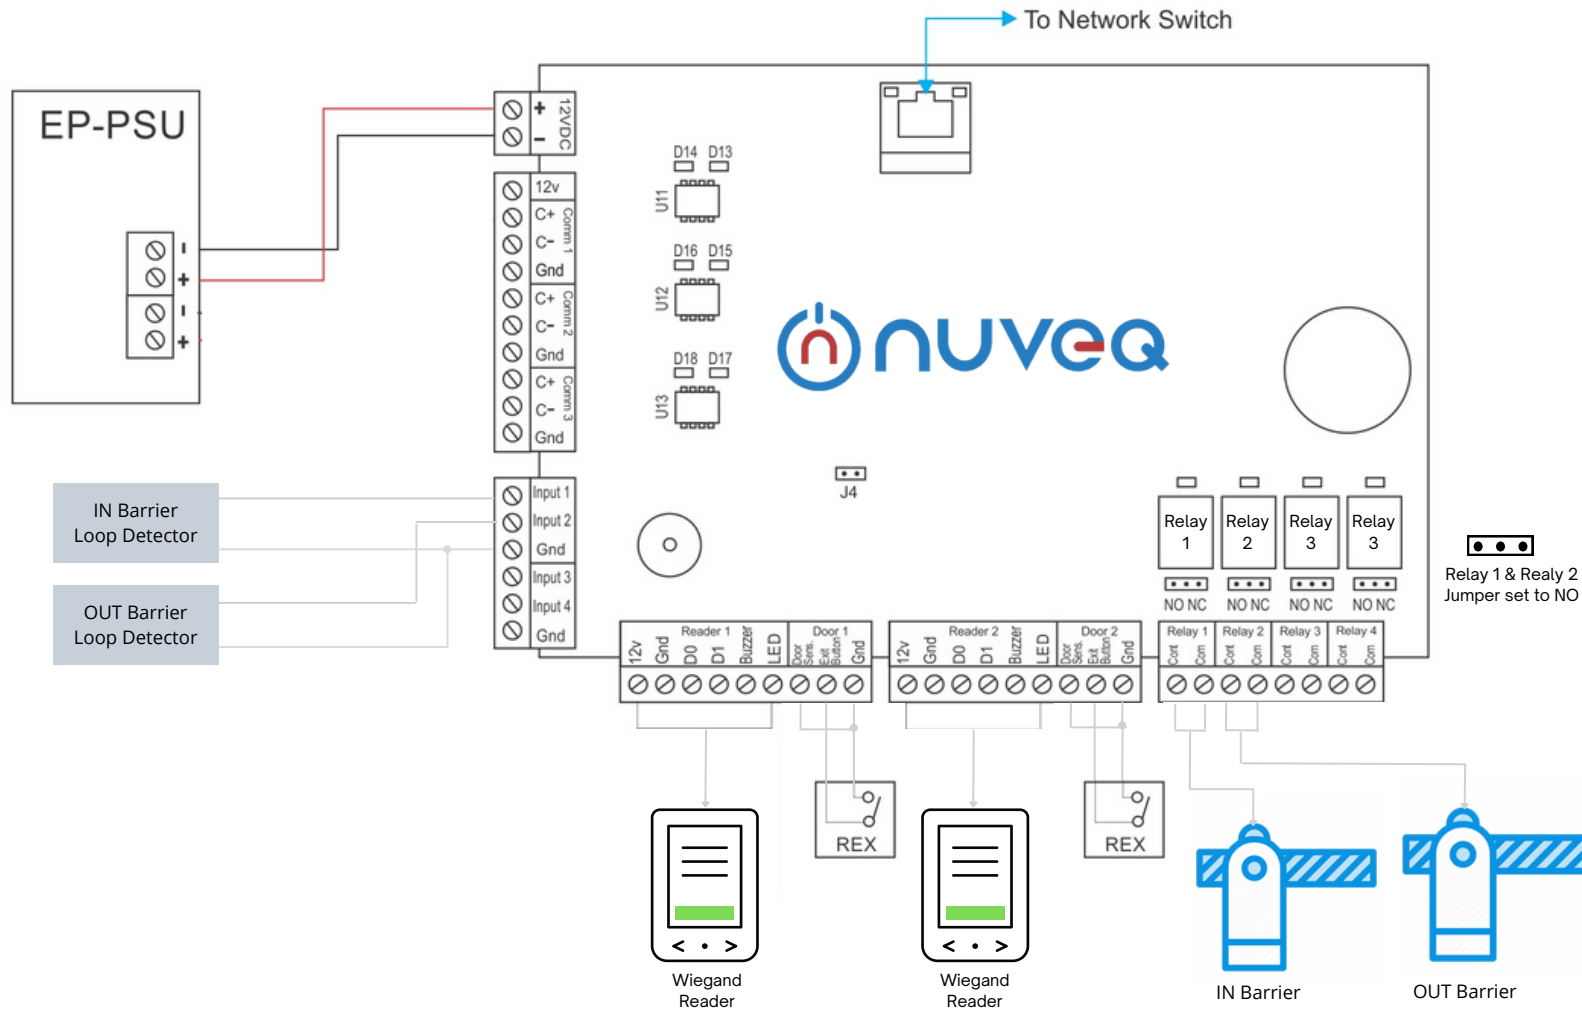 To Network Switch
EP-PSU
-
+
-
+
+
-
12VDC
12v
C+
C-
Gnd
Comm 1
C+
C-
Gnd
Comm 2
C+
C-
Gnd
Comm 3
D14 D13
U11
D16 D15
U12
D18 D17
U13
nuveq
J4
IN Barrier
Loop Detector
OUT Barrier
Loop Detector
Input 1
Input 2
Gnd
Input 3
Input 4
Gnd
Relay
1
Relay
2
Relay
3
Relay
3
NO NC
NO NC
NO NC
NO NC
Relay 1 & Realy 2
Jumper set to NO
Reader 1
12v
Gnd
D0
D1
Buzzer
LED
Door 1
Door
Sens.
Exit
Button
Gnd
Reader 2
12v
Gnd
D0
D1
Buzzer
LED
Door 2
Door
Sens.
Exit
Button
Gnd
Relay 1
Cont
Com
Relay 2
Cont
Com
Relay 3
Cont
Com
Relay 4
Cont
Com
REX
REX
< • >
< • >
Wiegand
Reader
Wiegand
Reader
IN Barrier
OUT Barrier